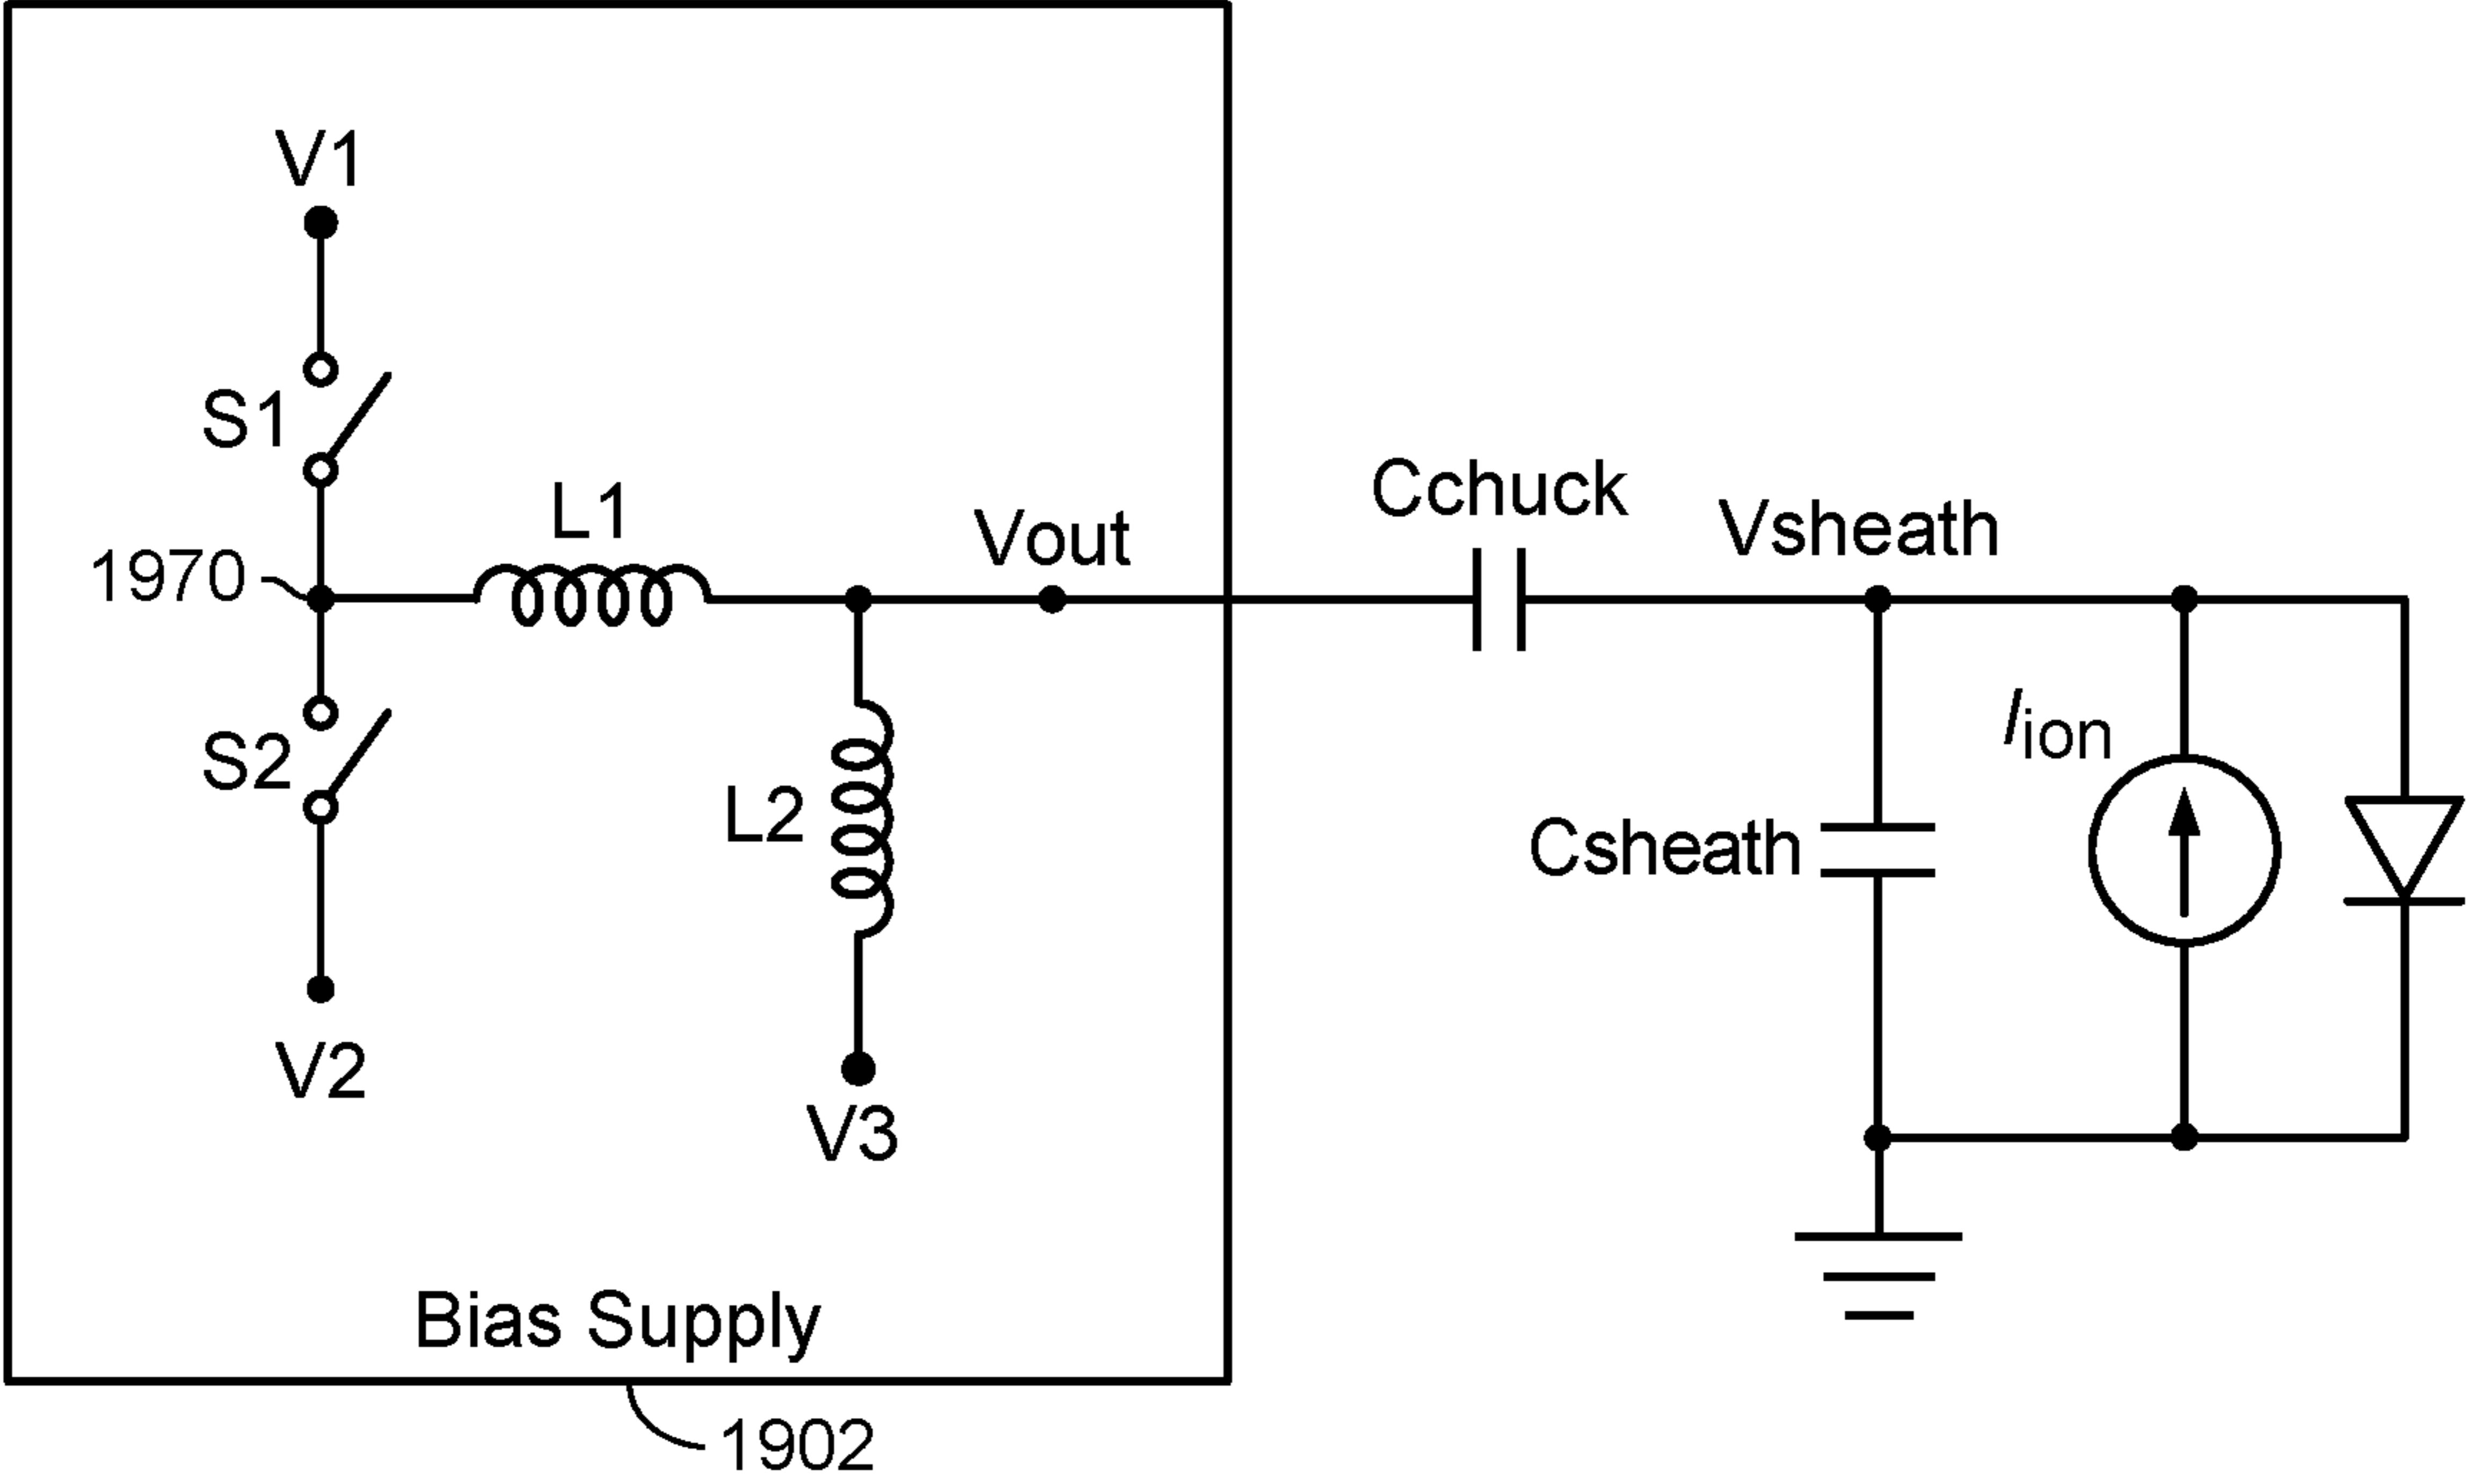 V1
S1
L1
1970
Vout
Cchuck
Vsheath
S2
L2
Iion
Csheath
V2
V3
Bias Supply
1902